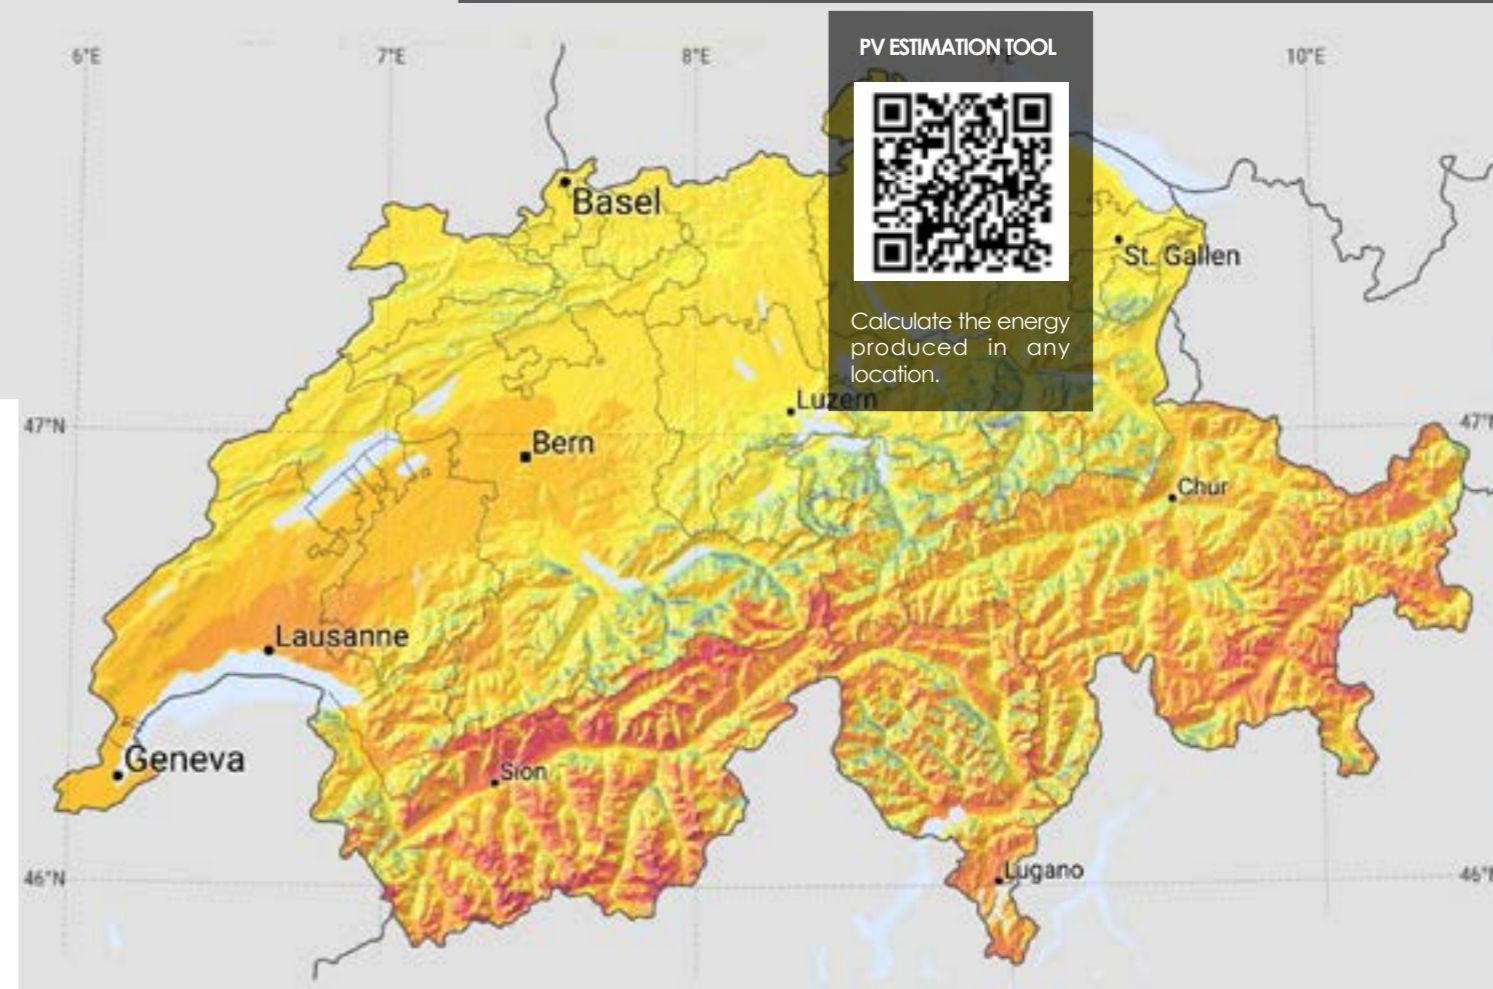 PV ESTIMATION TOOL
6°E
7°E
8°E
10°E
Basel
St. Gallen
Calculate the energy
produced in any
location.
Luzern
47°N
47°N
Bern
Chur
Lausanne
Geneva
Sion
46°N
Lugano
46°N